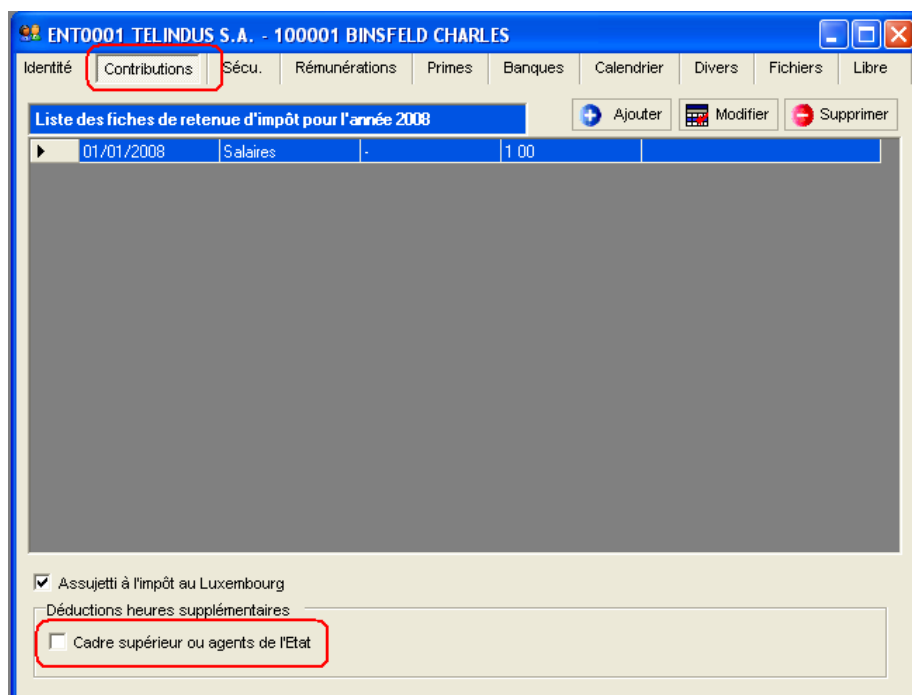 ENT0001 TELINDUS S.A. - 100001 BINSFELD CHARLES
Identité Contributions Sécu. Rémunérations Primes Banques Calendrier Divers Fichiers Libre
Liste des fiches de retenue d'impôt pour l'année 2008 Ajouter Modifier Supprimer
01/01/2008 Salaires - 1 00
Assujetti à l'impôt au Luxembourg
Déductions heures supplémentaires
Cadre supérieur ou agents de l'Etat